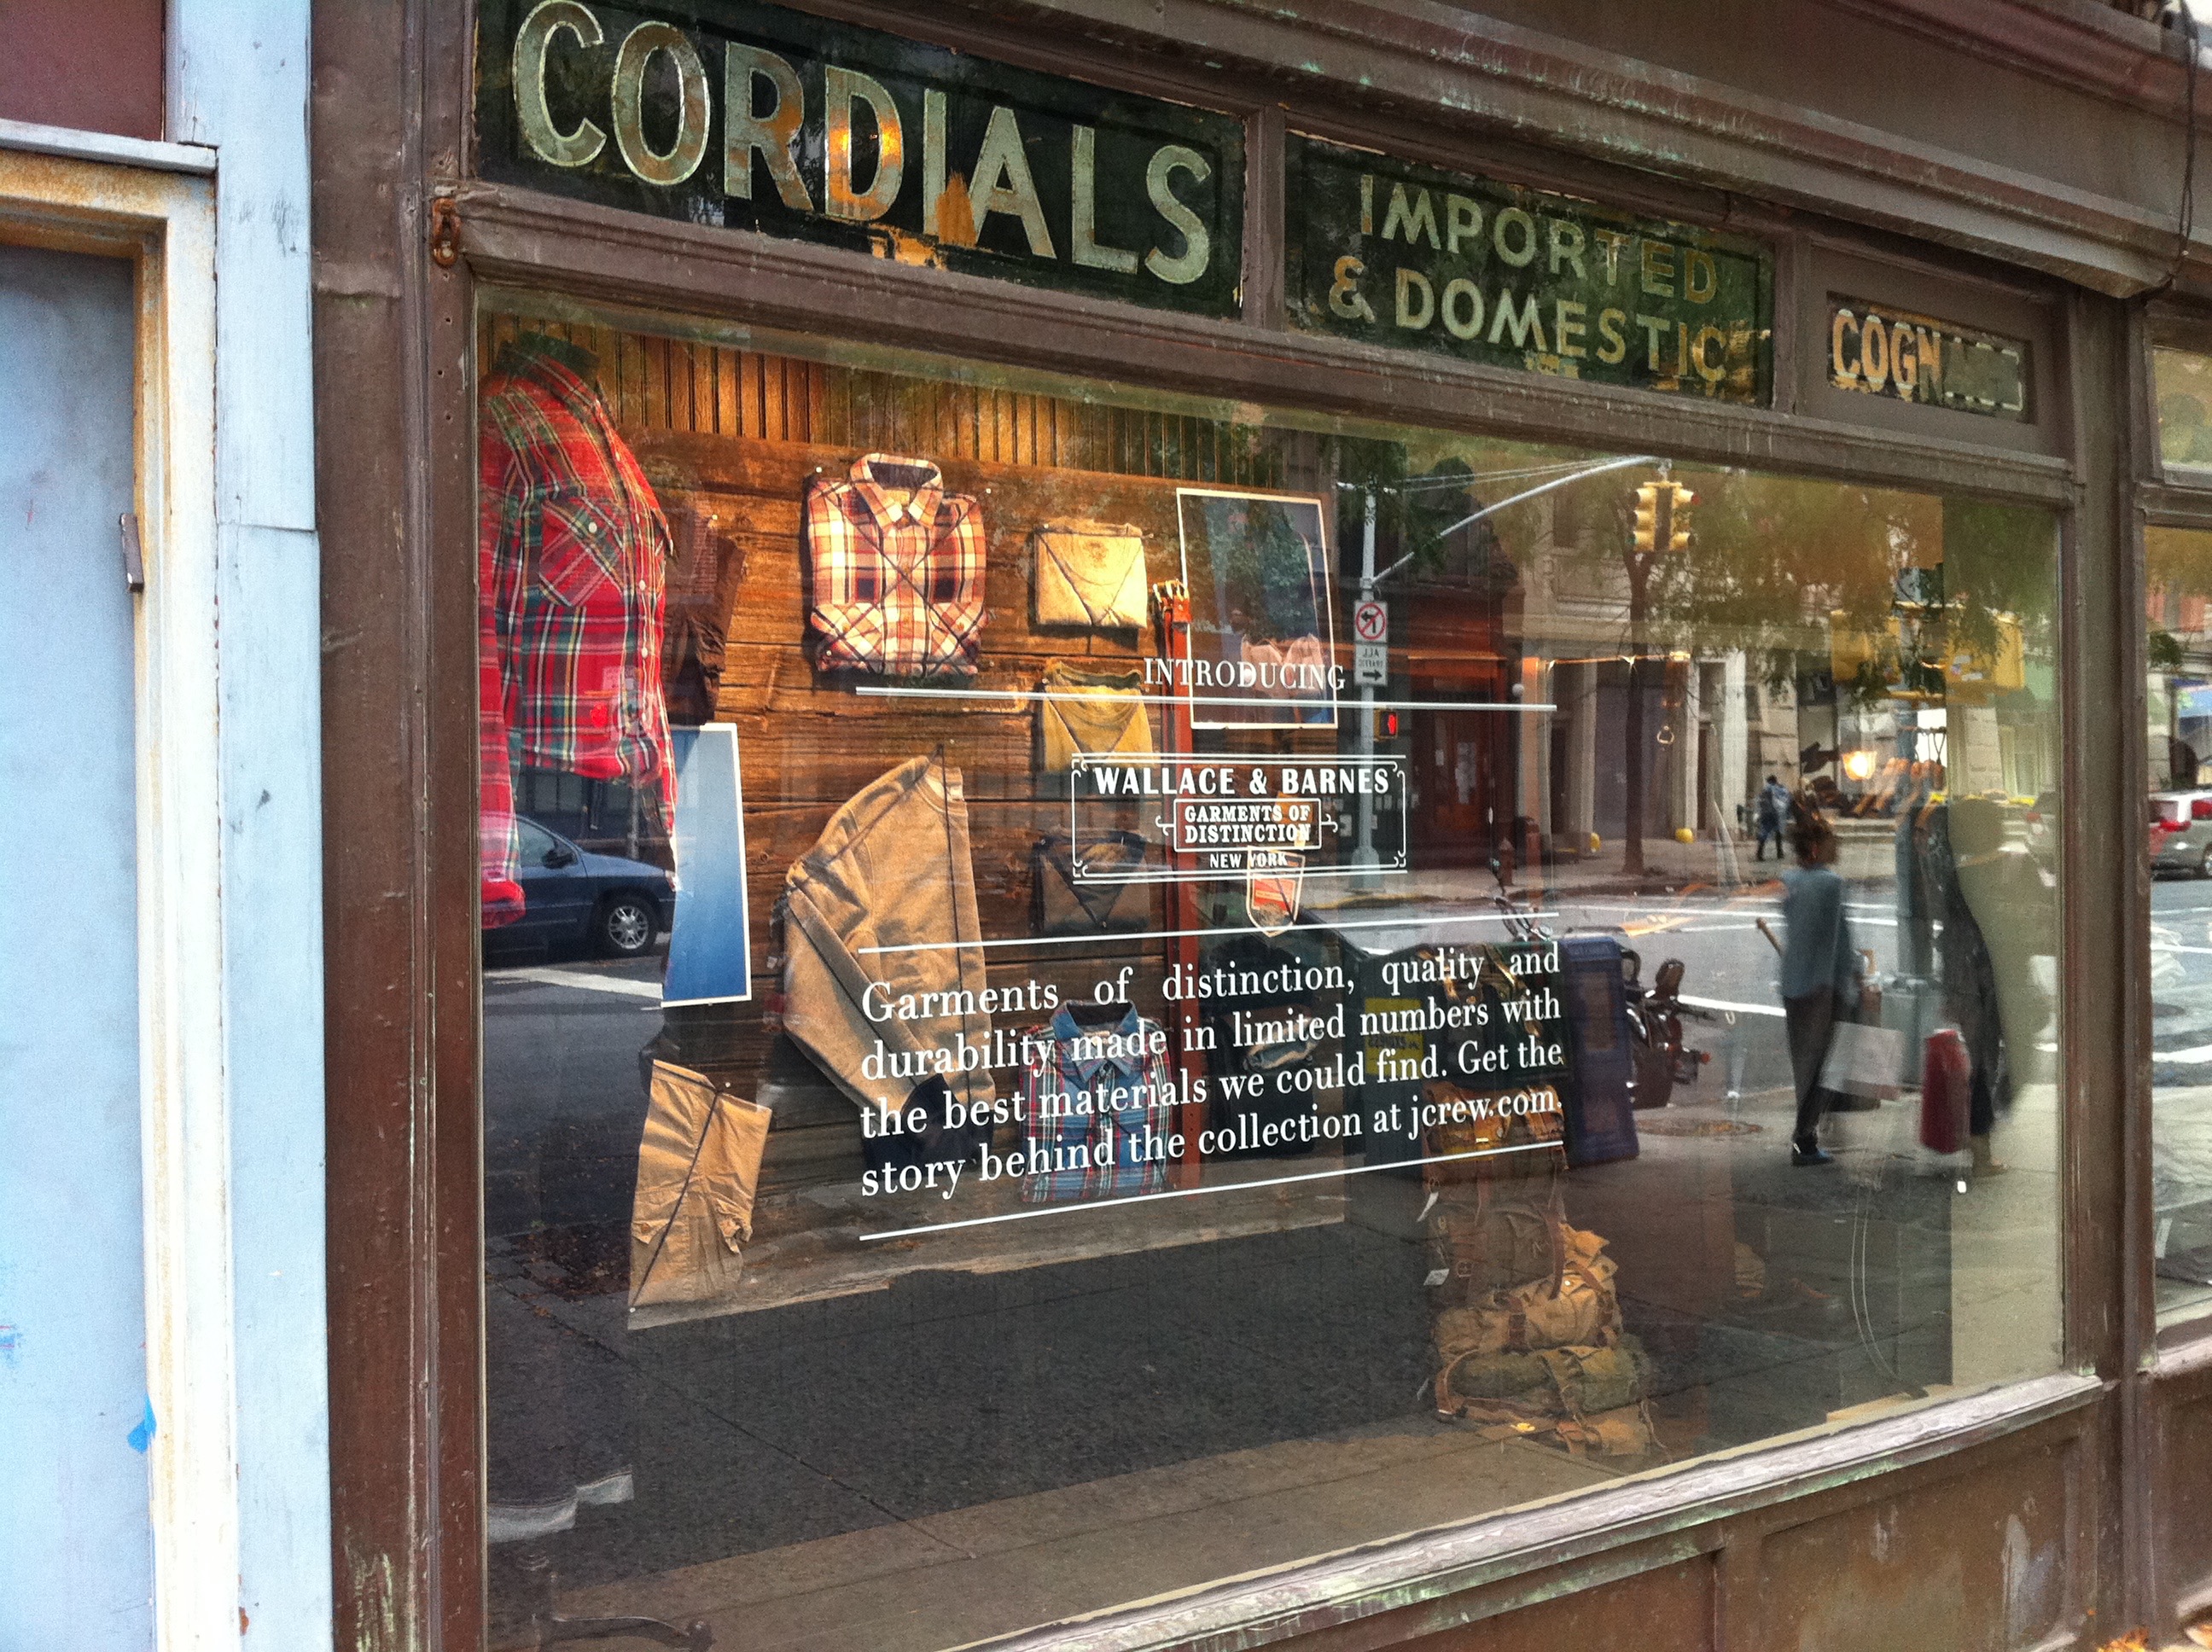 CORDIALS
IMPORTED
& DOMESTIC
COGNACS
INTRODUCING
WALLACE & BARNES
GARMENTS OF
DISTINCTION
NEW YORK
Garments of distinction, quality and
durability made in limited numbers with
the best materials we could find. Get the
story behind the collection at jcrew.com.